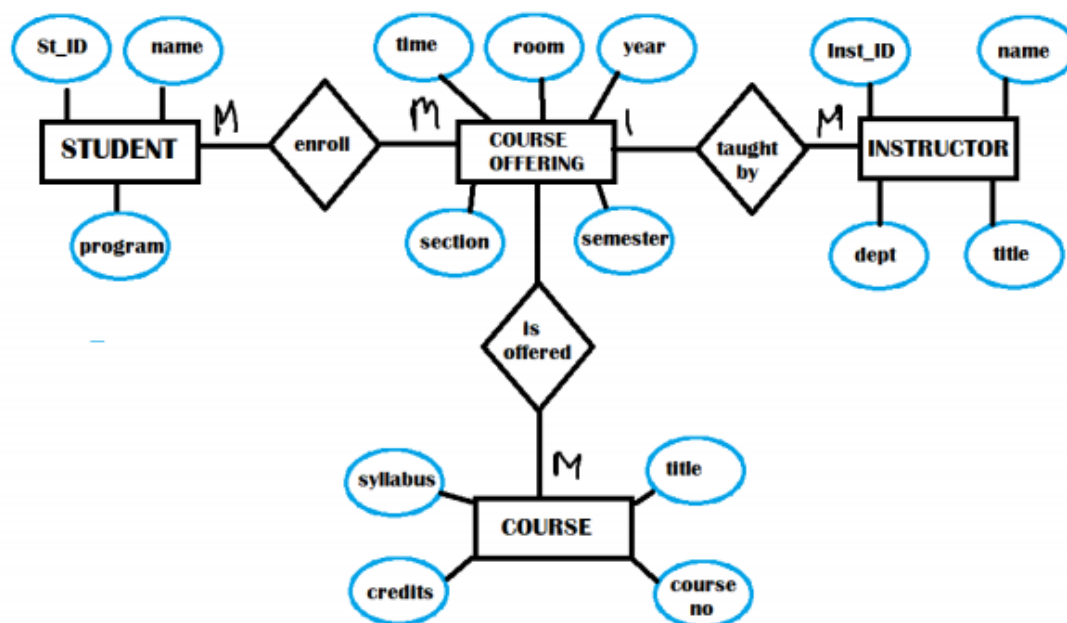 St_ID
name
time
room
year
Inst_ID
name
M
M
1
M
STUDENT
enroll
COURSE
OFFERING
taught
by
INSTRUCTOR
program
section
semester
dept
title
is
offered
M
syllabus
title
COURSE
credits
course
no